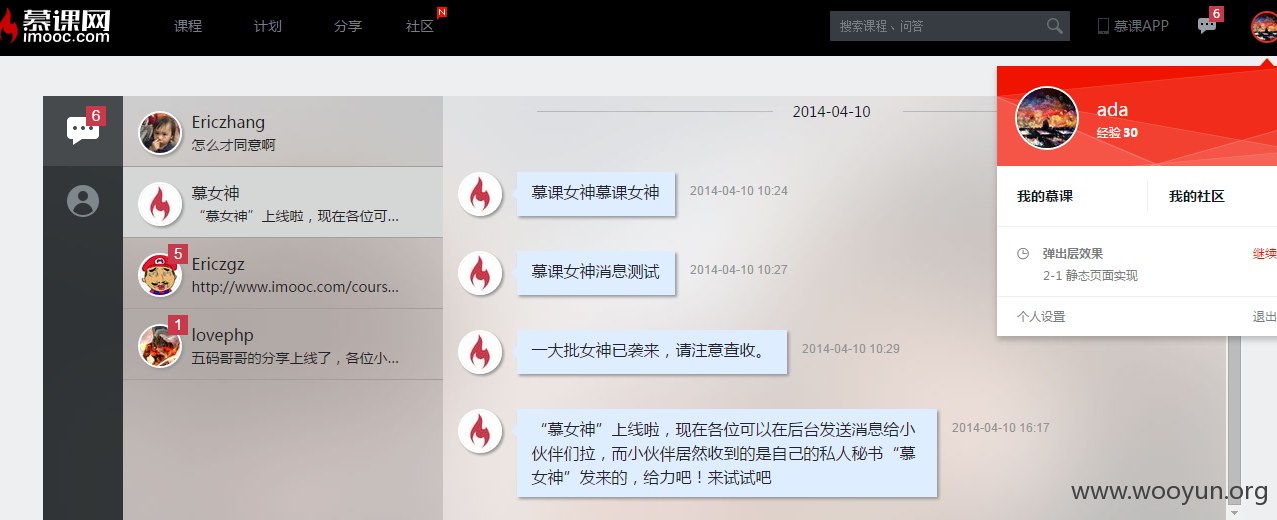 慕课网
imooc.com
课程
计划
分享
社区
N
搜索课程、问答
慕课APP
6
ada
经验 30
我的慕课
我的社区
弹出层效果
继续
2-1 静态页面实现
个人设置
退出
6
Ericzhang
怎么才同意啊
慕女神
“慕女神”上线啦，现在各位可...
5
Ericzgz
http://www.imooc.com/cours...
1
lovephp
五码哥哥的分享上线了，各位小...
2014-04-10
慕课女神慕课女神
2014-04-10 10:24
慕课女神消息测试
2014-04-10 10:27
一大批女神已袭来，请注意查收。
2014-04-10 10:29
“慕女神”上线啦，现在各位可以在后台发送消息给小
伙伴们拉，而小伙伴居然收到的是自己的私人秘书“慕
女神”发来的，给力吧！来试试吧
2014-04-10 16:17
www.wooyun.org